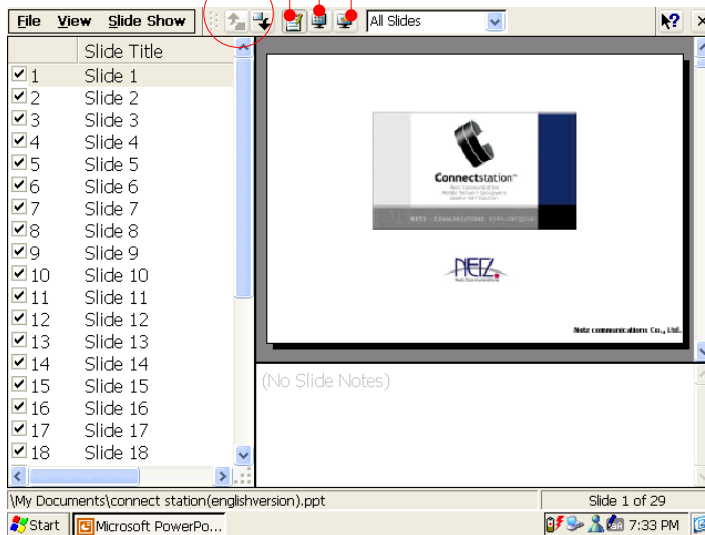 File View Slide Show All Slides
Slide Title
1 Slide 1
2 Slide 2
3 Slide 3
4 Slide 4
5 Slide 5
6 Slide 6
7 Slide 7
8 Slide 8
9 Slide 9
10 Slide 10
11 Slide 11
12 Slide 12
13 Slide 13
14 Slide 14
15 Slide 15
16 Slide 16
17 Slide 17
18 Slide 18
Connectstation™
NETZ
Netz Communications
Netz communications Co., Ltd.
(No Slide Notes)
\My Documents\connect station(englishversion).ppt
Slide 1 of 29
Start Microsoft PowerPo... 7:33 PM